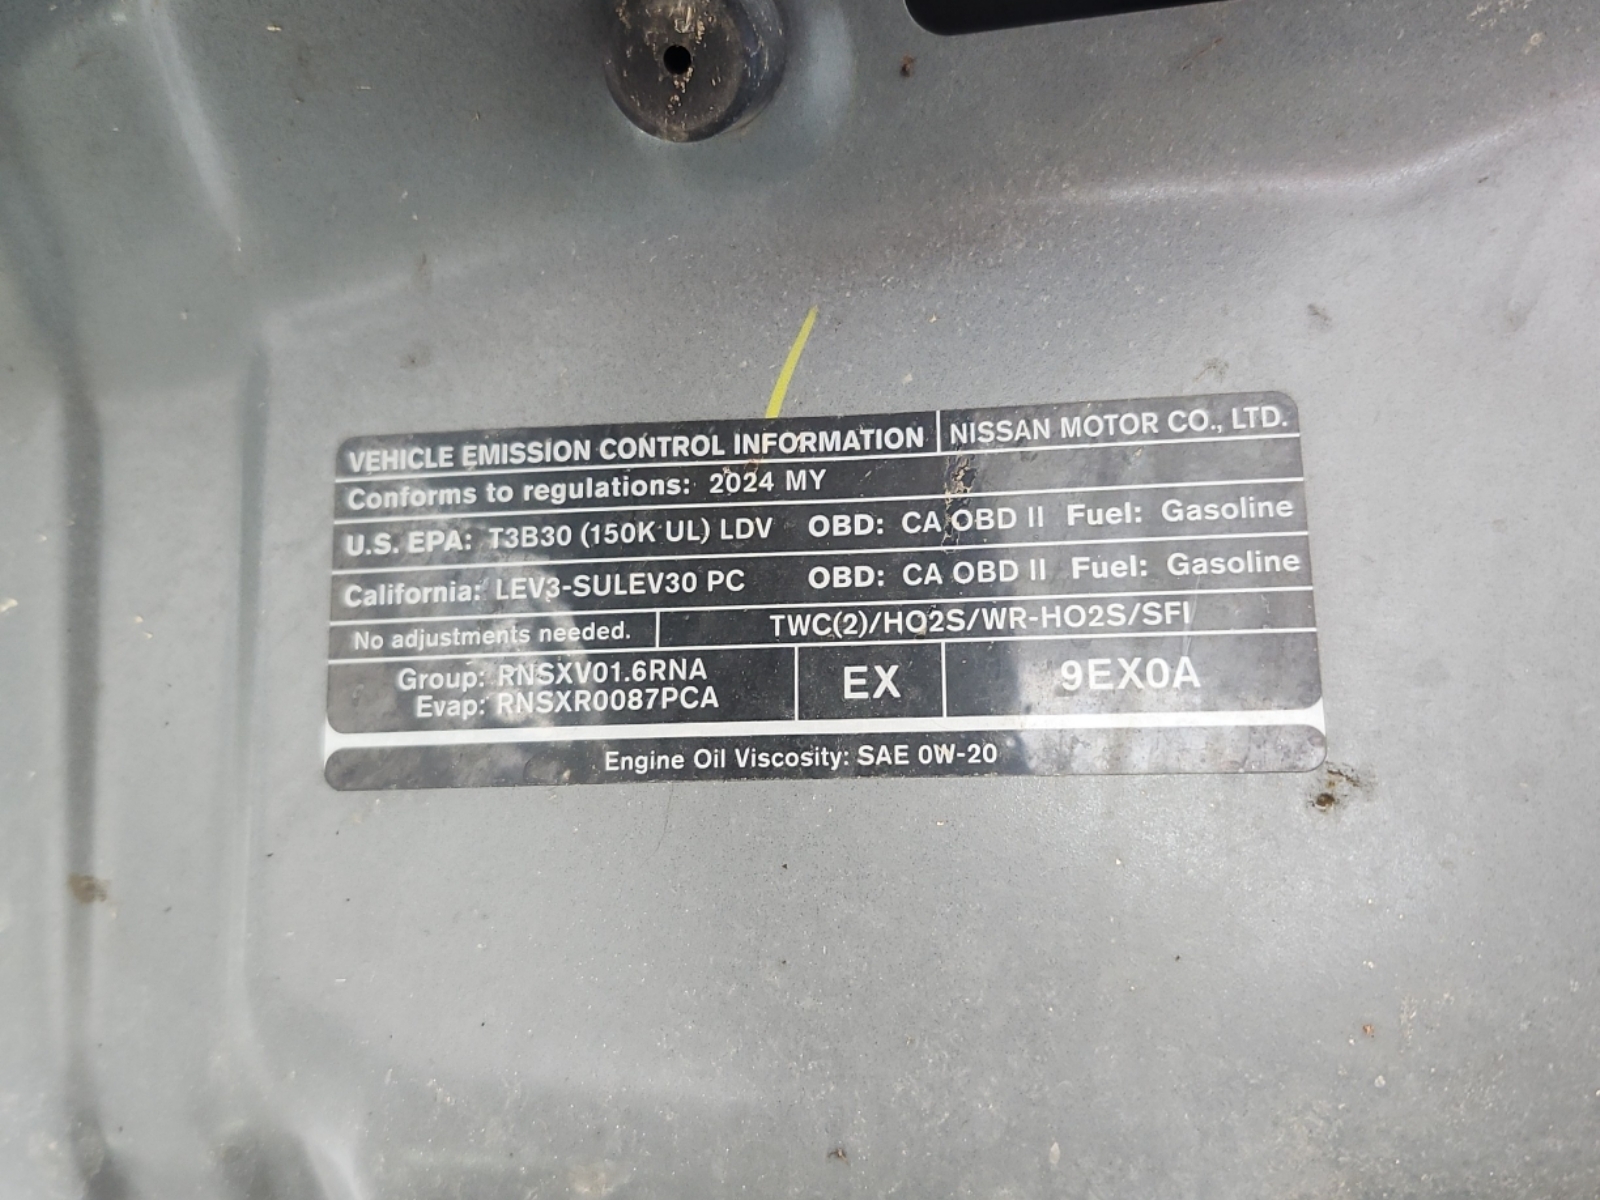 VEHICLE EMISSION CONTROL INFORMATION NISSAN MOTOR CO., LTD.
Conforms to regulations: 2024 MY
U.S. EPA: T3B30 (150K UL) LDV OBD: CA OBD II Fuel: Gasoline
California: LEV3-SULEV30 PC OBD: CA OBD II Fuel: Gasoline
No adjustments needed. TWC(2)/HO2S/WR-HO2S/SFI
Group: RNSXV01.6RNA
Evap: RNSXR0087PCA
EX
9EX0A
Engine Oil Viscosity: SAE 0W-20